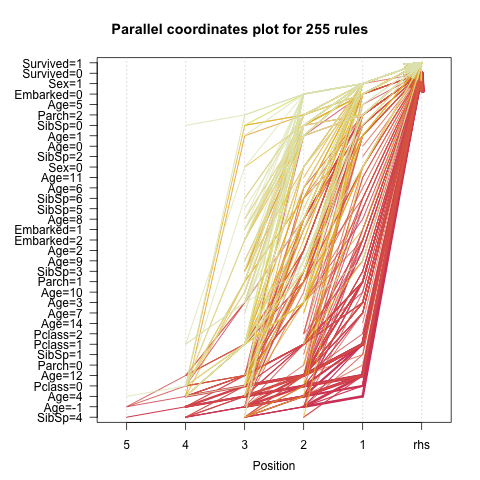 Parallel coordinates plot for 255 rules
Survived=1
Survived=0
Sex=1
Embarked=0
Age=5
Parch=2
SibSp=0
Age=1
Age=0
SibSp=2
Sex=0
Age=11
Age=6
SibSp=6
SibSp=5
Age=8
Embarked=1
Embarked=2
Age=2
Age=9
SibSp=3
Parch=1
Age=10
Age=3
Age=7
Age=14
Pclass=2
Pclass=1
SibSp=1
Parch=0
Age=12
Pclass=0
Age=4
Age=-1
SibSp=4
5 4 3 2 1 rhs
Position